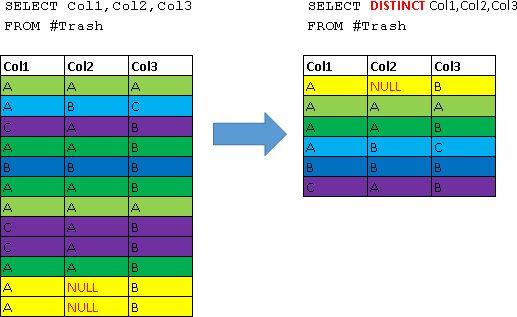 SELECT Col1,Col2,Col3
FROM #Trash
Col1 Col2 Col3
A A A
A B C
C A B
A A B
B B B
A A B
A A A
C A B
C A B
A A B
A NULL B
A NULL B
SELECT DISTINCT Col1,Col2,Col3
FROM #Trash
Col1 Col2 Col3
A NULL B
A A A
A A B
A B C
B B B
C A B